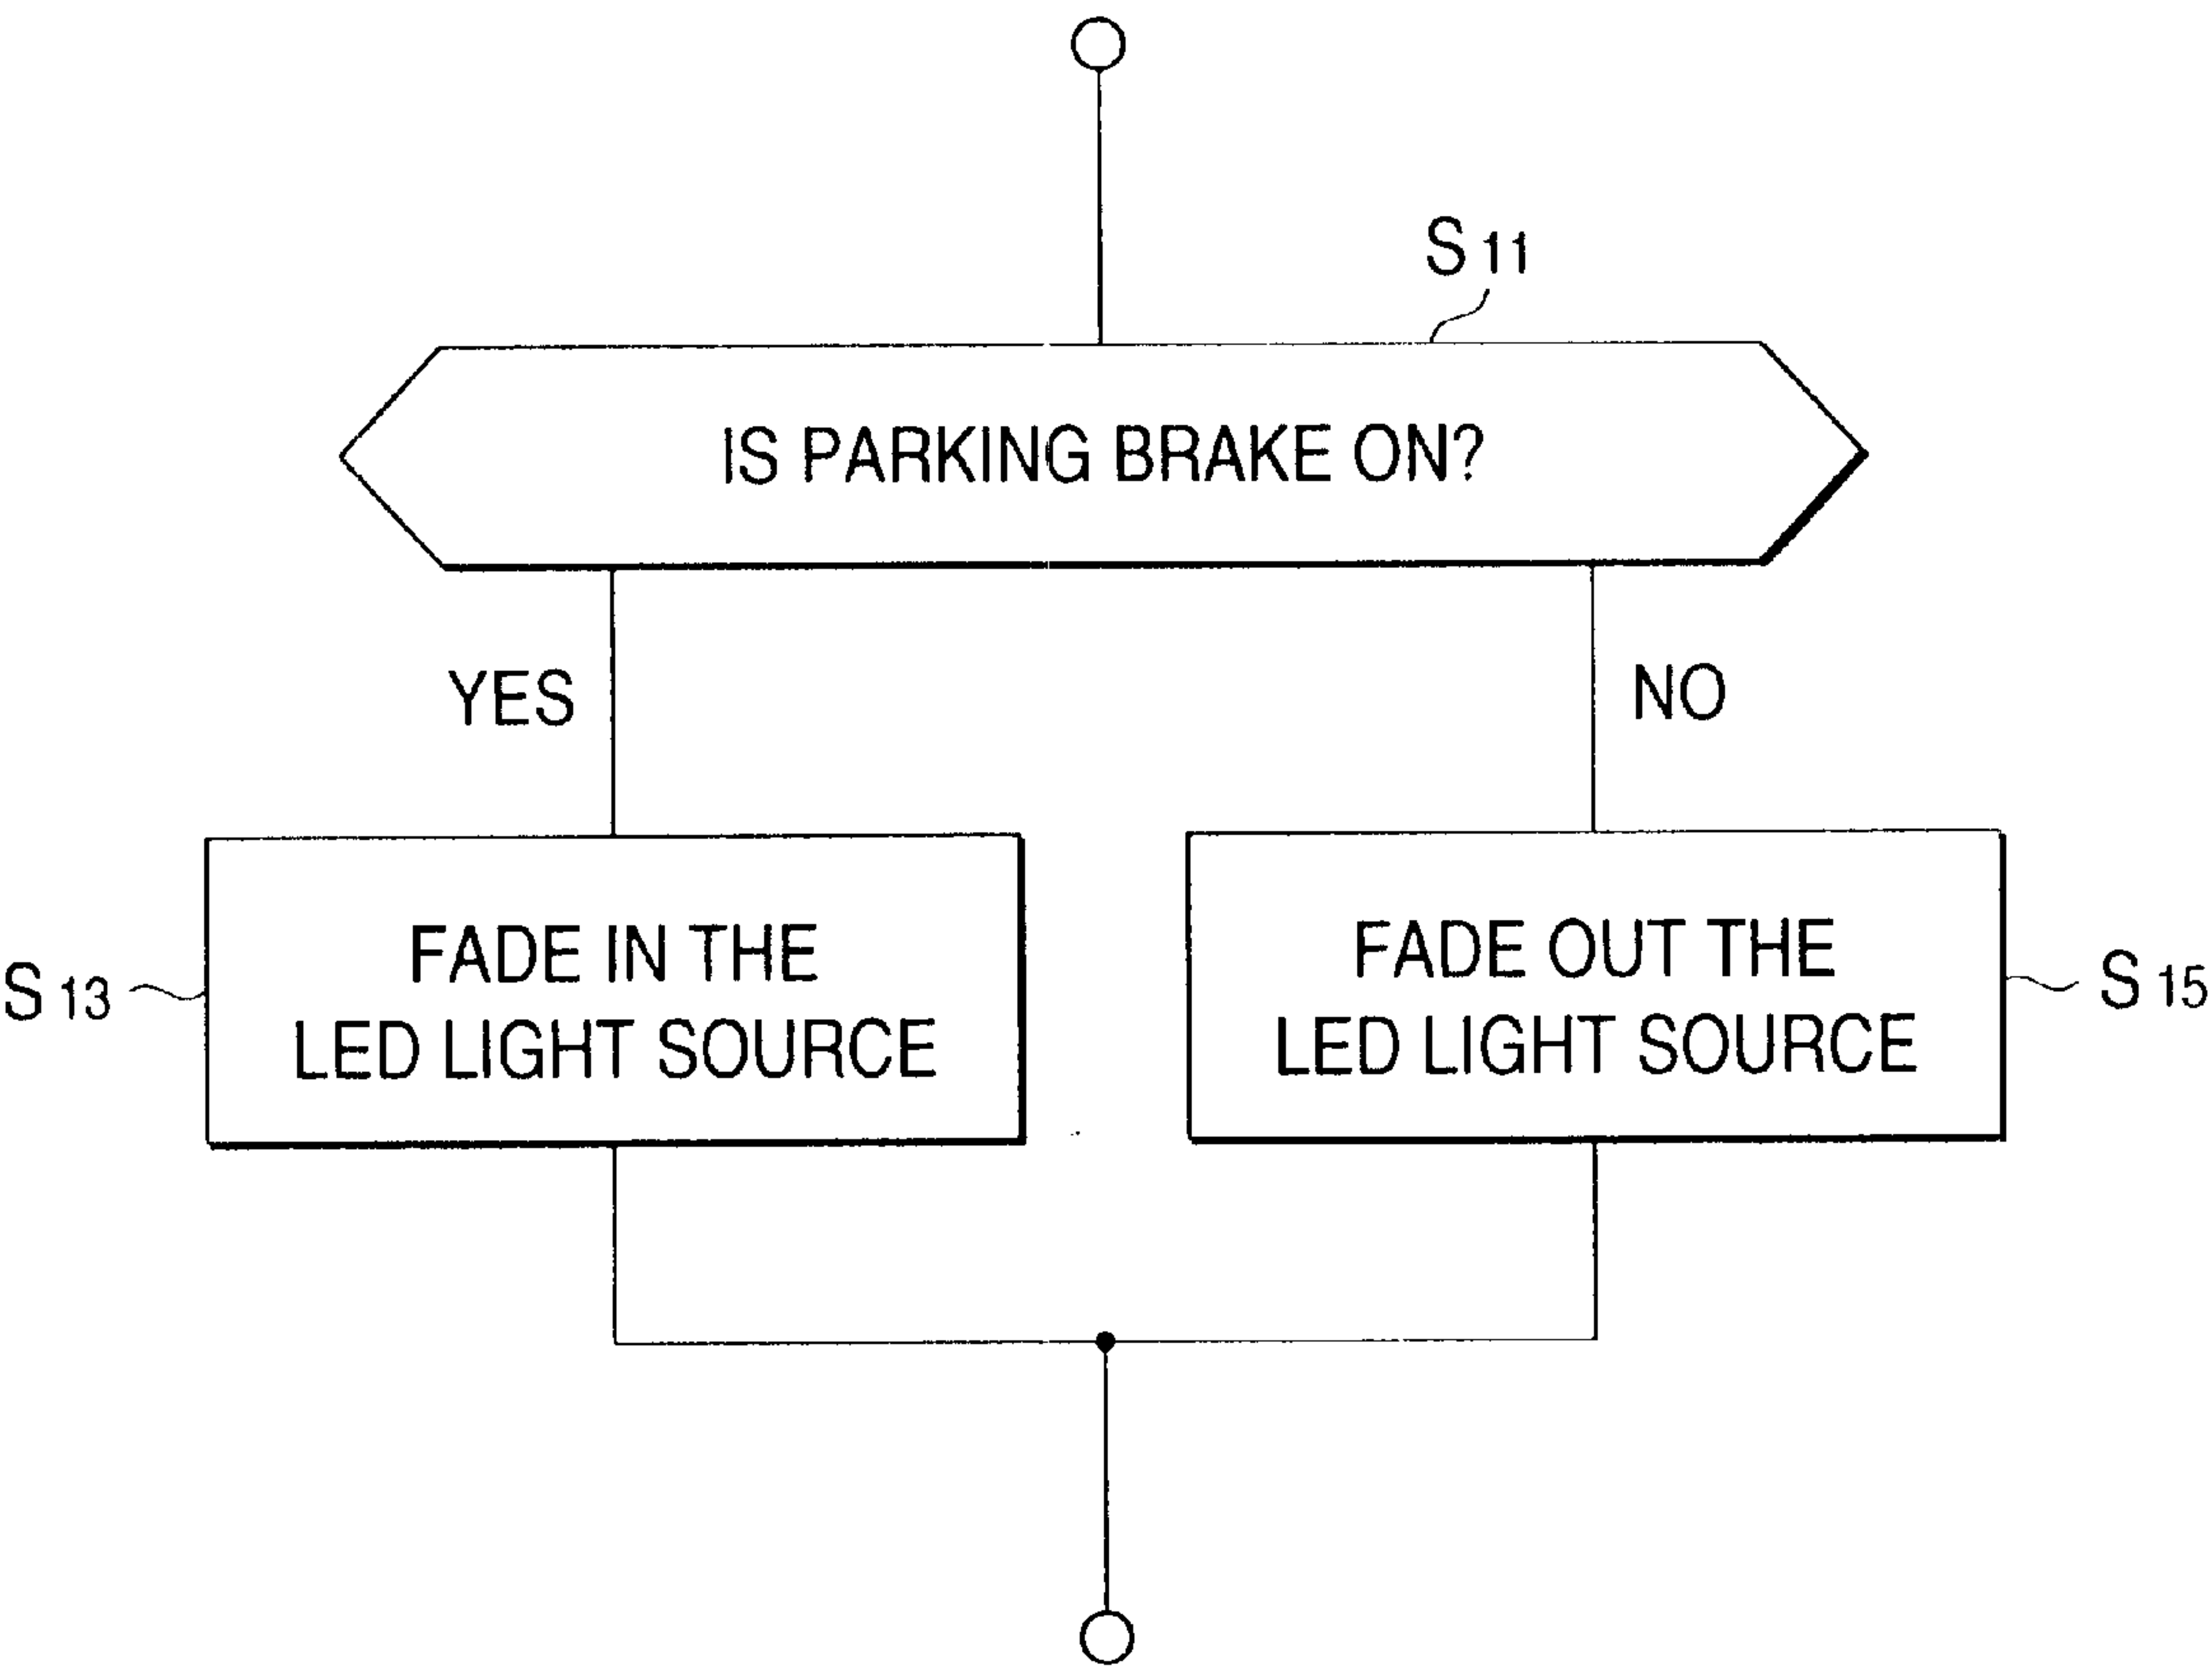 S11
IS PARKING BRAKE ON?
YES
NO
FADE IN THE
LED LIGHT SOURCE
S13
FADE OUT THE
LED LIGHT SOURCE
S15